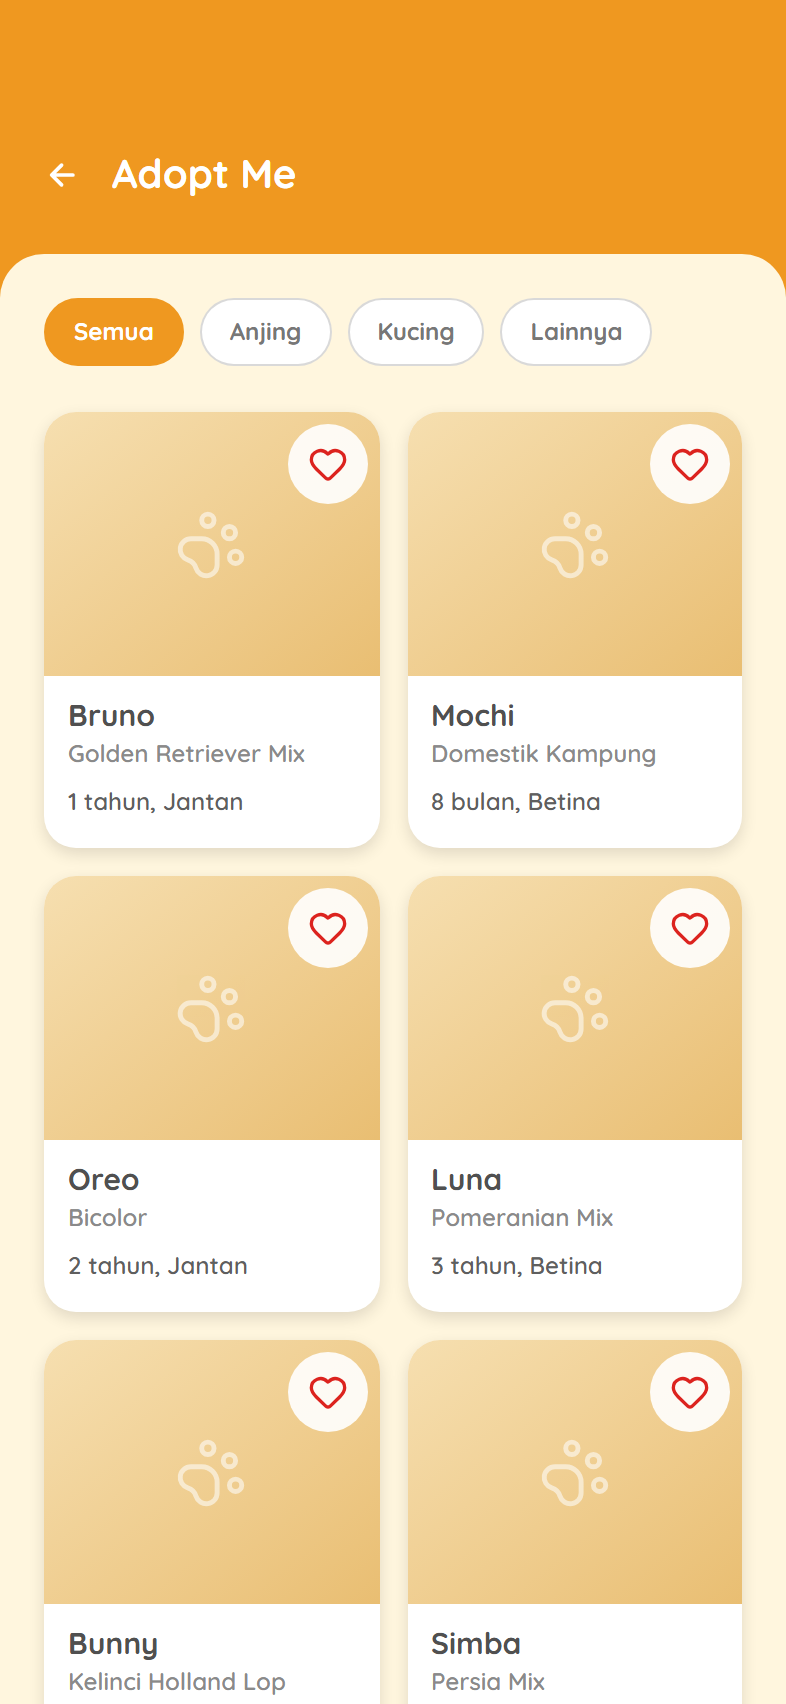 Adopt Me
Semua
Anjing
Kucing
Lainnya
Bruno
Golden Retriever Mix
1 tahun, Jantan
Mochi
Domestik Kampung
8 bulan, Betina
Oreo
Bicolor
2 tahun, Jantan
Luna
Pomeranian Mix
3 tahun, Betina
Bunny
Kelinci Holland Lop
Simba
Persia Mix